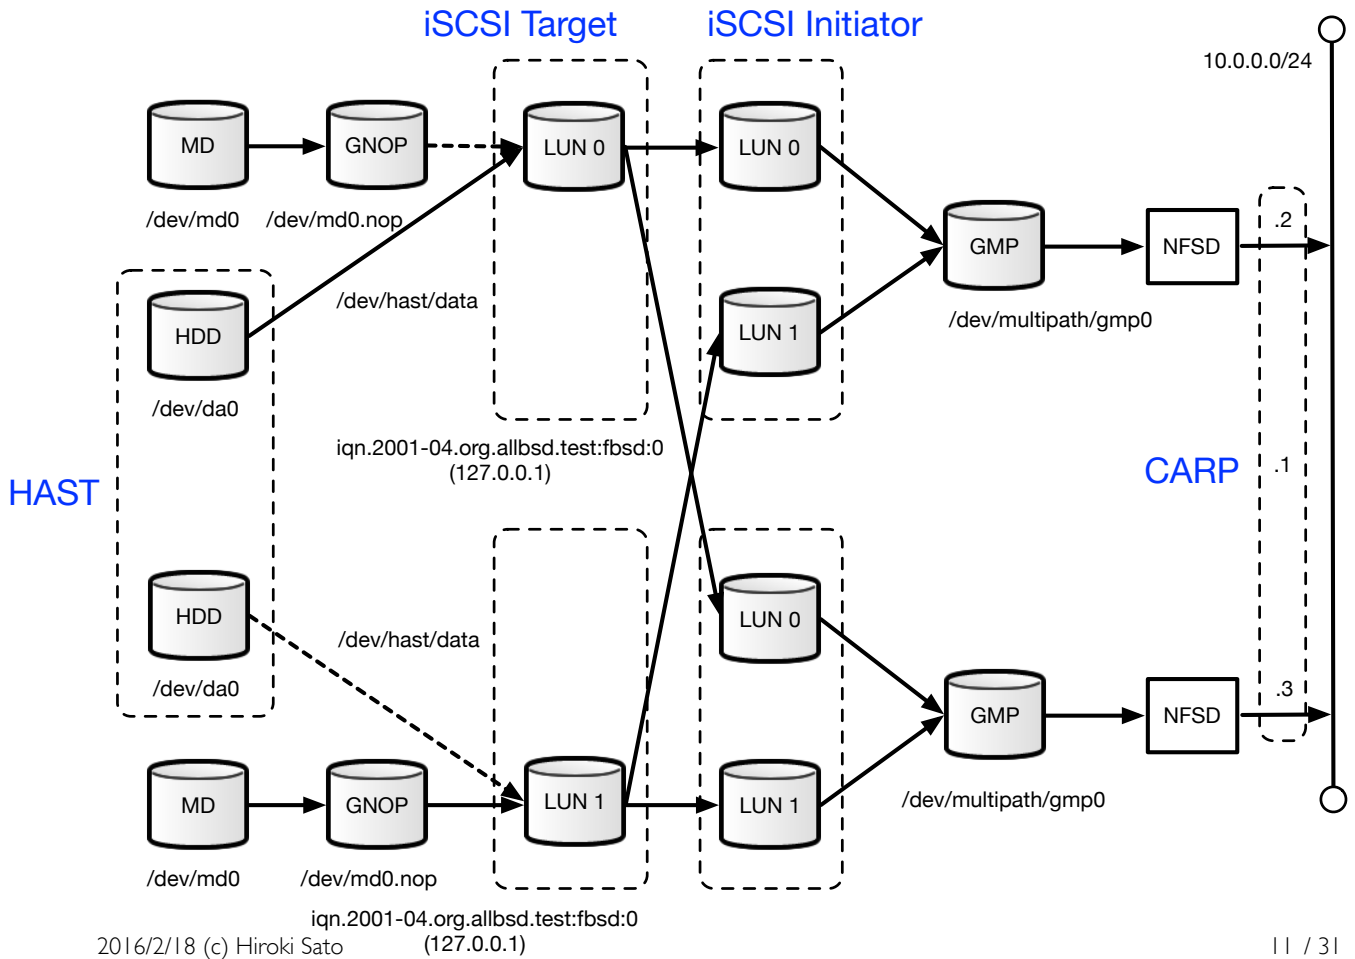 iSCSI Target
iSCSI Initiator
10.0.0.0/24
MD
GNOP
LUN 0
LUN 0
/dev/md0
/dev/md0.nop
.2
GMP
NFSD
/dev/hast/data
HDD
LUN 1
/dev/multipath/gmp0
/dev/da0
iqn.2001-04.org.allbsd.test:fbsd:0
(127.0.0.1)
HAST
CARP
.1
HDD
LUN 0
/dev/hast/data
/dev/da0
.3
GMP
NFSD
MD
GNOP
LUN 1
LUN 1
/dev/multipath/gmp0
/dev/md0
/dev/md0.nop
iqn.2001-04.org.allbsd.test:fbsd:0
(127.0.0.1)
2016/2/18 (c) Hiroki Sato
11 / 31